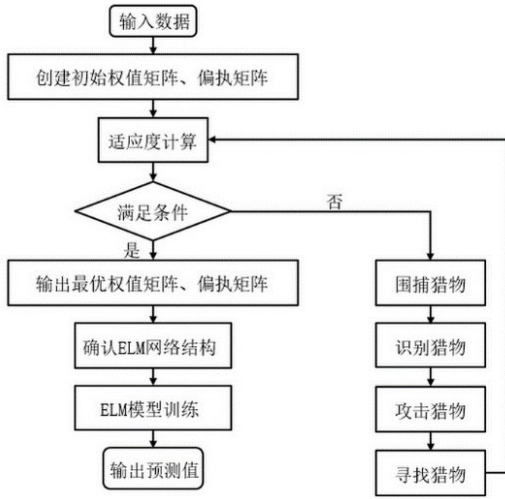 输入数据
创建初始权值矩阵、偏执矩阵
适应度计算
满足条件
否
是
输出最优权值矩阵、偏执矩阵
围捕猎物
确认ELM网络结构
识别猎物
ELM模型训练
攻击猎物
输出预测值
寻找猎物